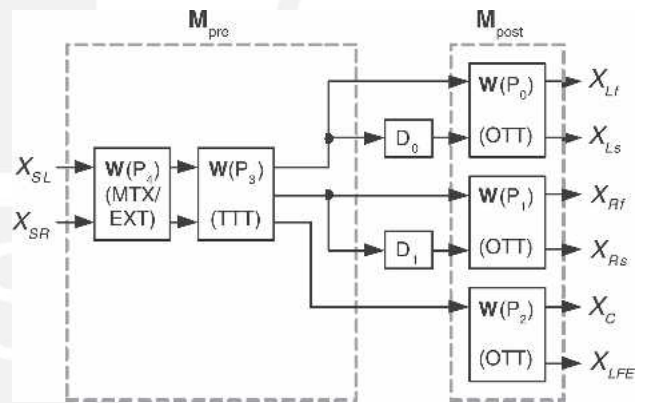 M_pre
M_post
X_SL
X_SR
W(P_4)
(MTX/
EXT)
W(P_3)
(TTT)
D_0
D_1
W(P_0)
(OTT)
W(P_1)
(OTT)
W(P_2)
(OTT)
X_Lf
X_Ls
X_Rf
X_Rs
X_C
X_LFE